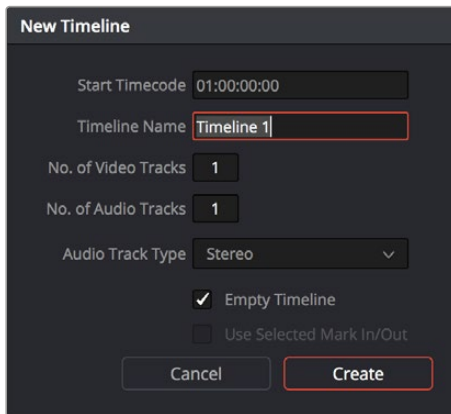 New Timeline
Start Timecode 01:00:00:00
Timeline Name Timeline 1
No. of Video Tracks 1
No. of Audio Tracks 1
Audio Track Type Stereo
Empty Timeline
Use Selected Mark In/Out
Cancel Create